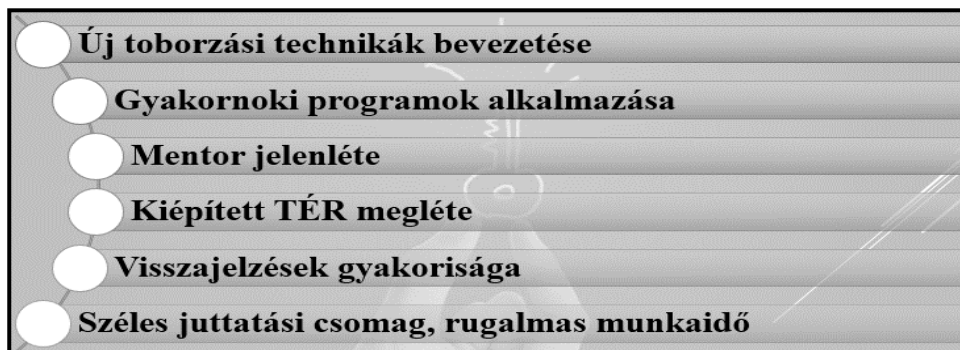 Új toborzási technikák bevezetése
Gyakornoki programok alkalmazása
Mentor jelenléte
Kiépített TÉR megléte
Visszajelzések gyakorisága
Széles juttatási csomag, rugalmas munkaidő